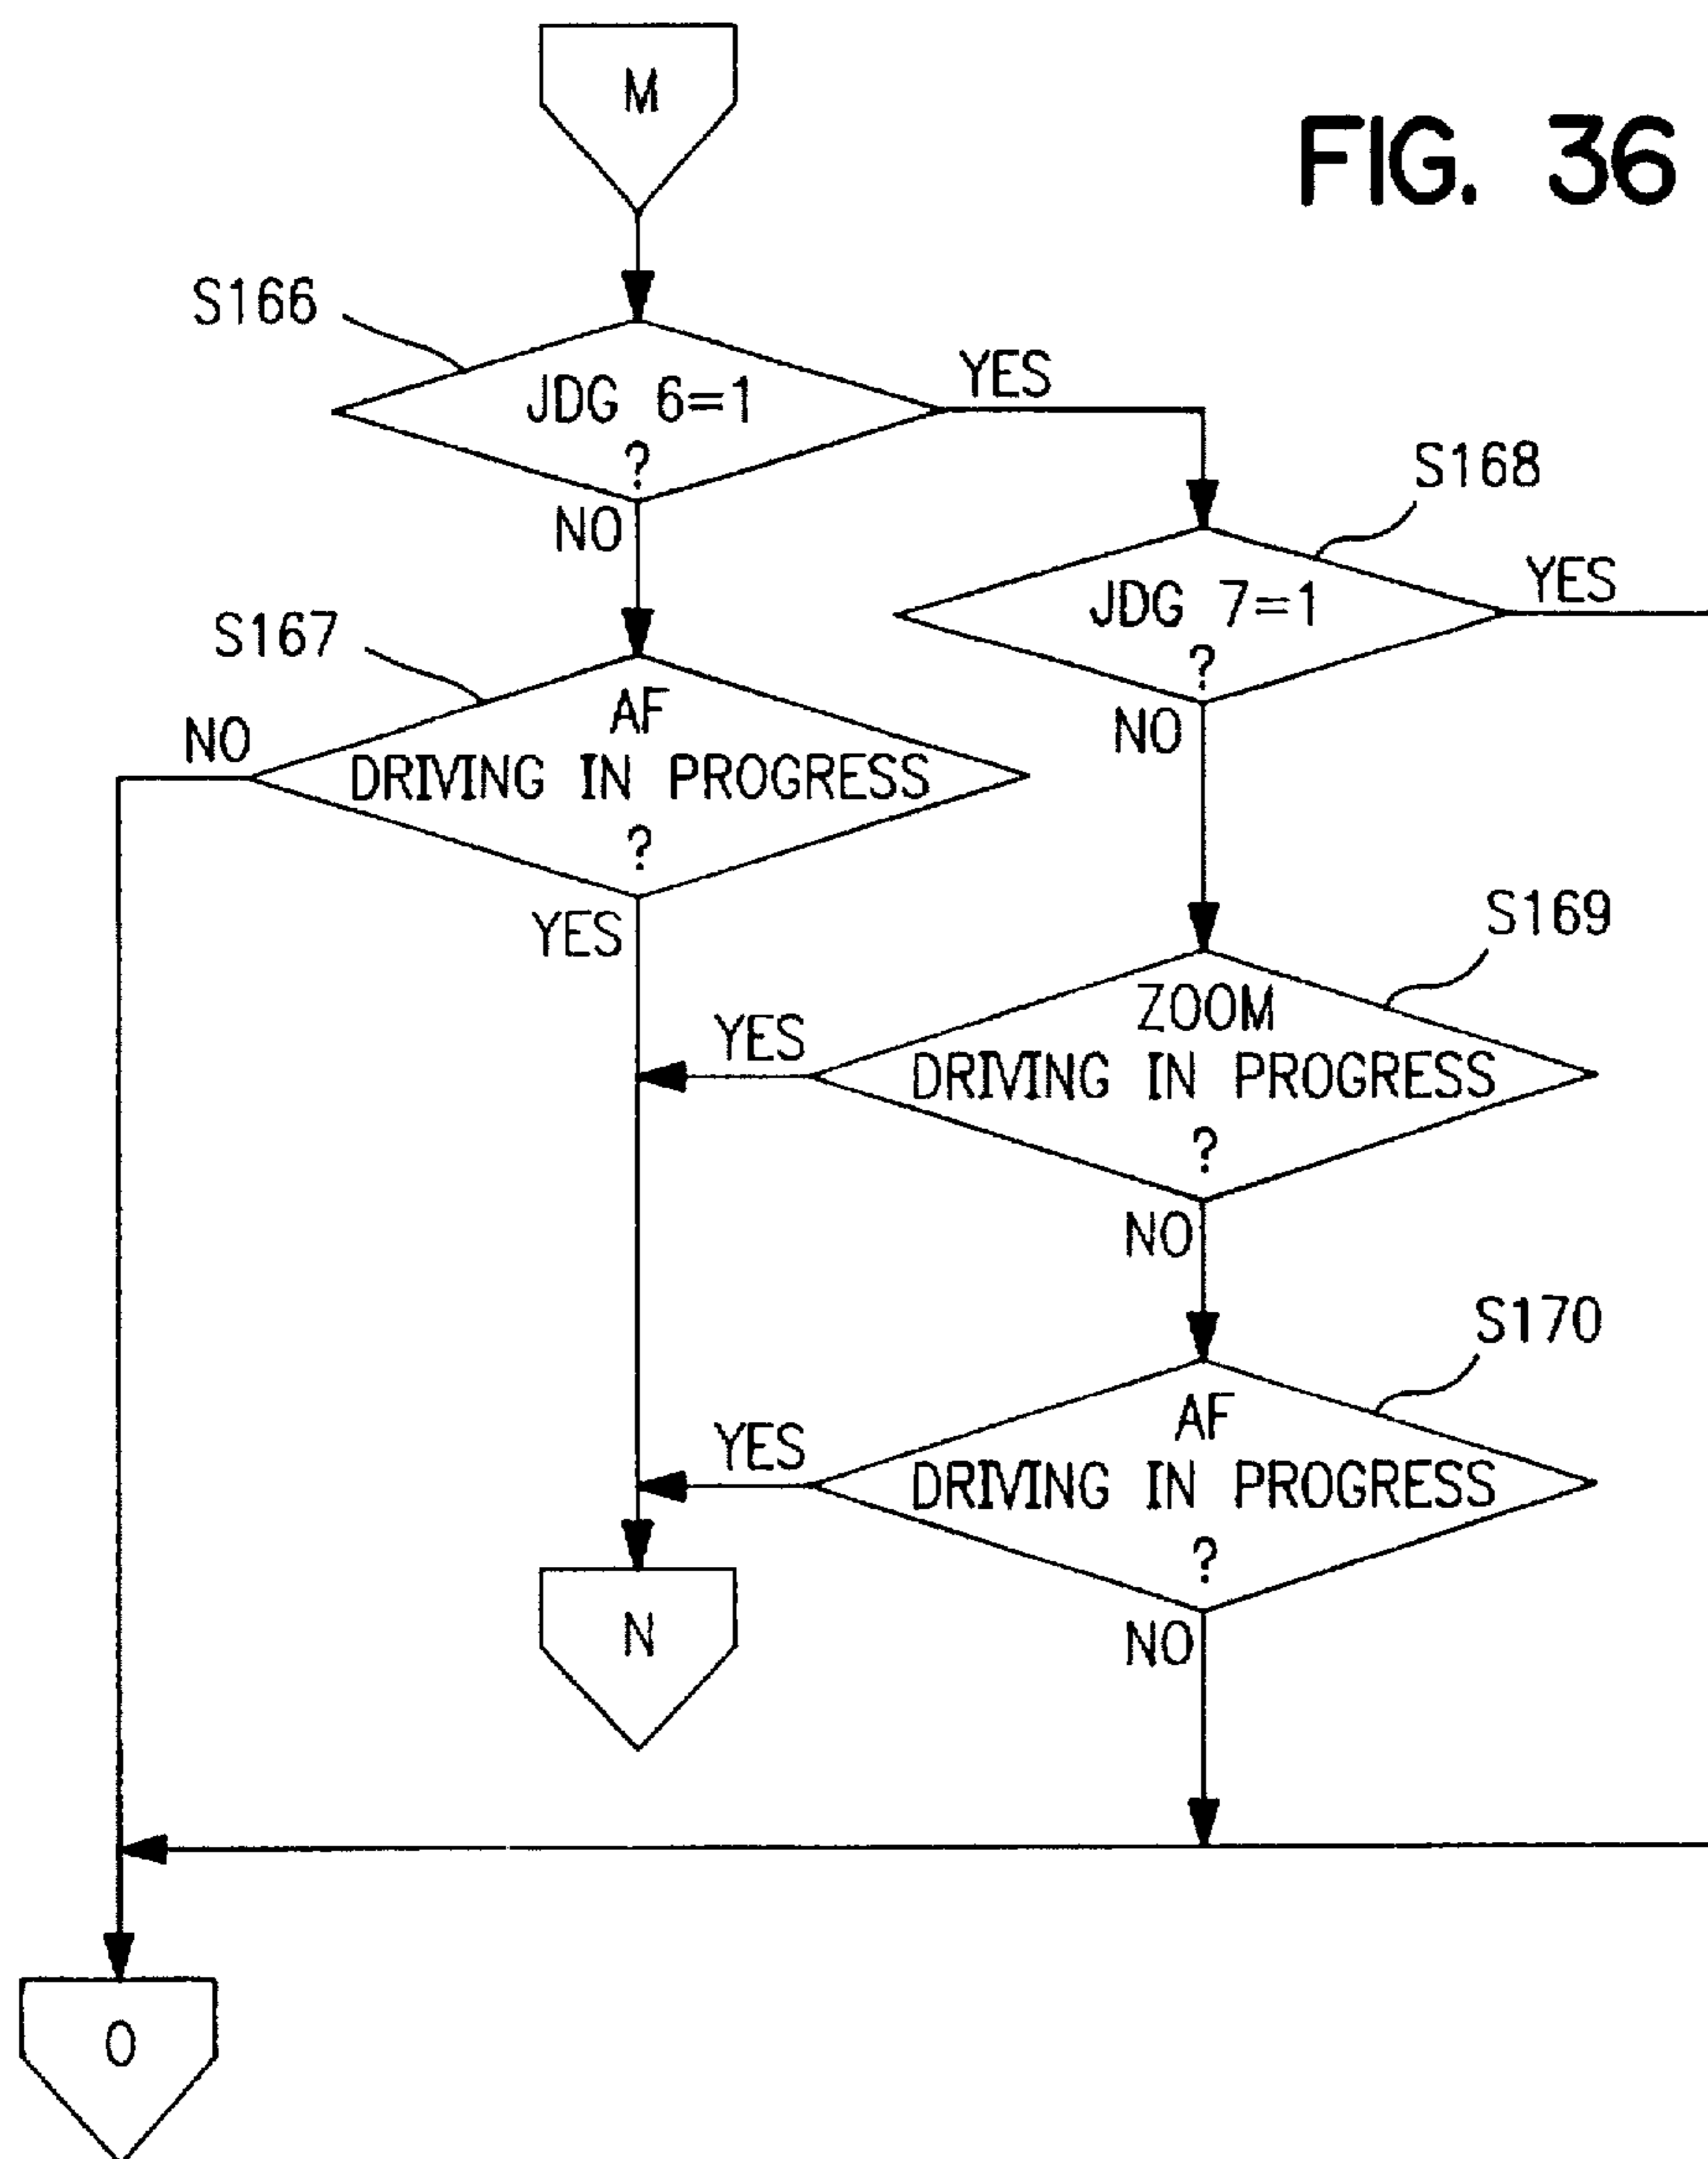 M
FIG. 36
S166
JDG 6=1
?
YES
NO
S168
JDG 7=1
?
YES
NO
S167
AF
DRIVING IN PROGRESS
?
NO
YES
S169
ZOOM
DRIVING IN PROGRESS
?
YES
NO
S170
AF
DRIVING IN PROGRESS
?
YES
NO
N
O